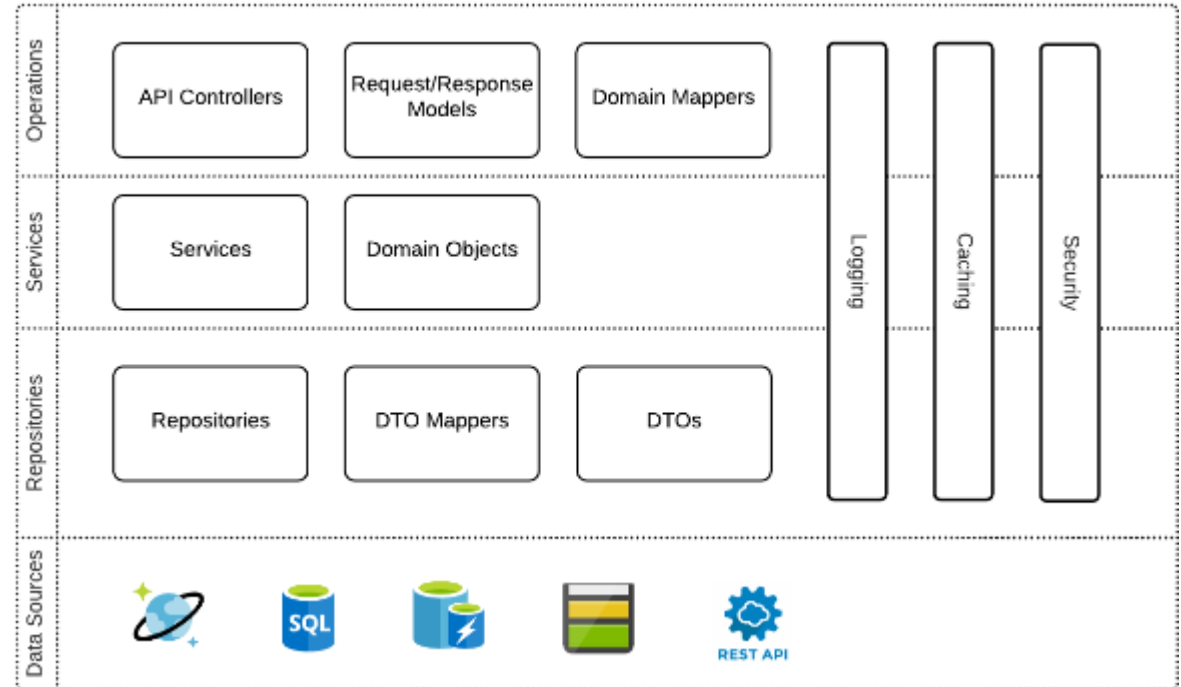 Operations
API Controllers
Request/Response
Models
Domain Mappers
Services
Services
Domain Objects
Logging
Caching
Security
Repositories
Repositories
DTO Mappers
DTOs
Data Sources
SQL
REST API